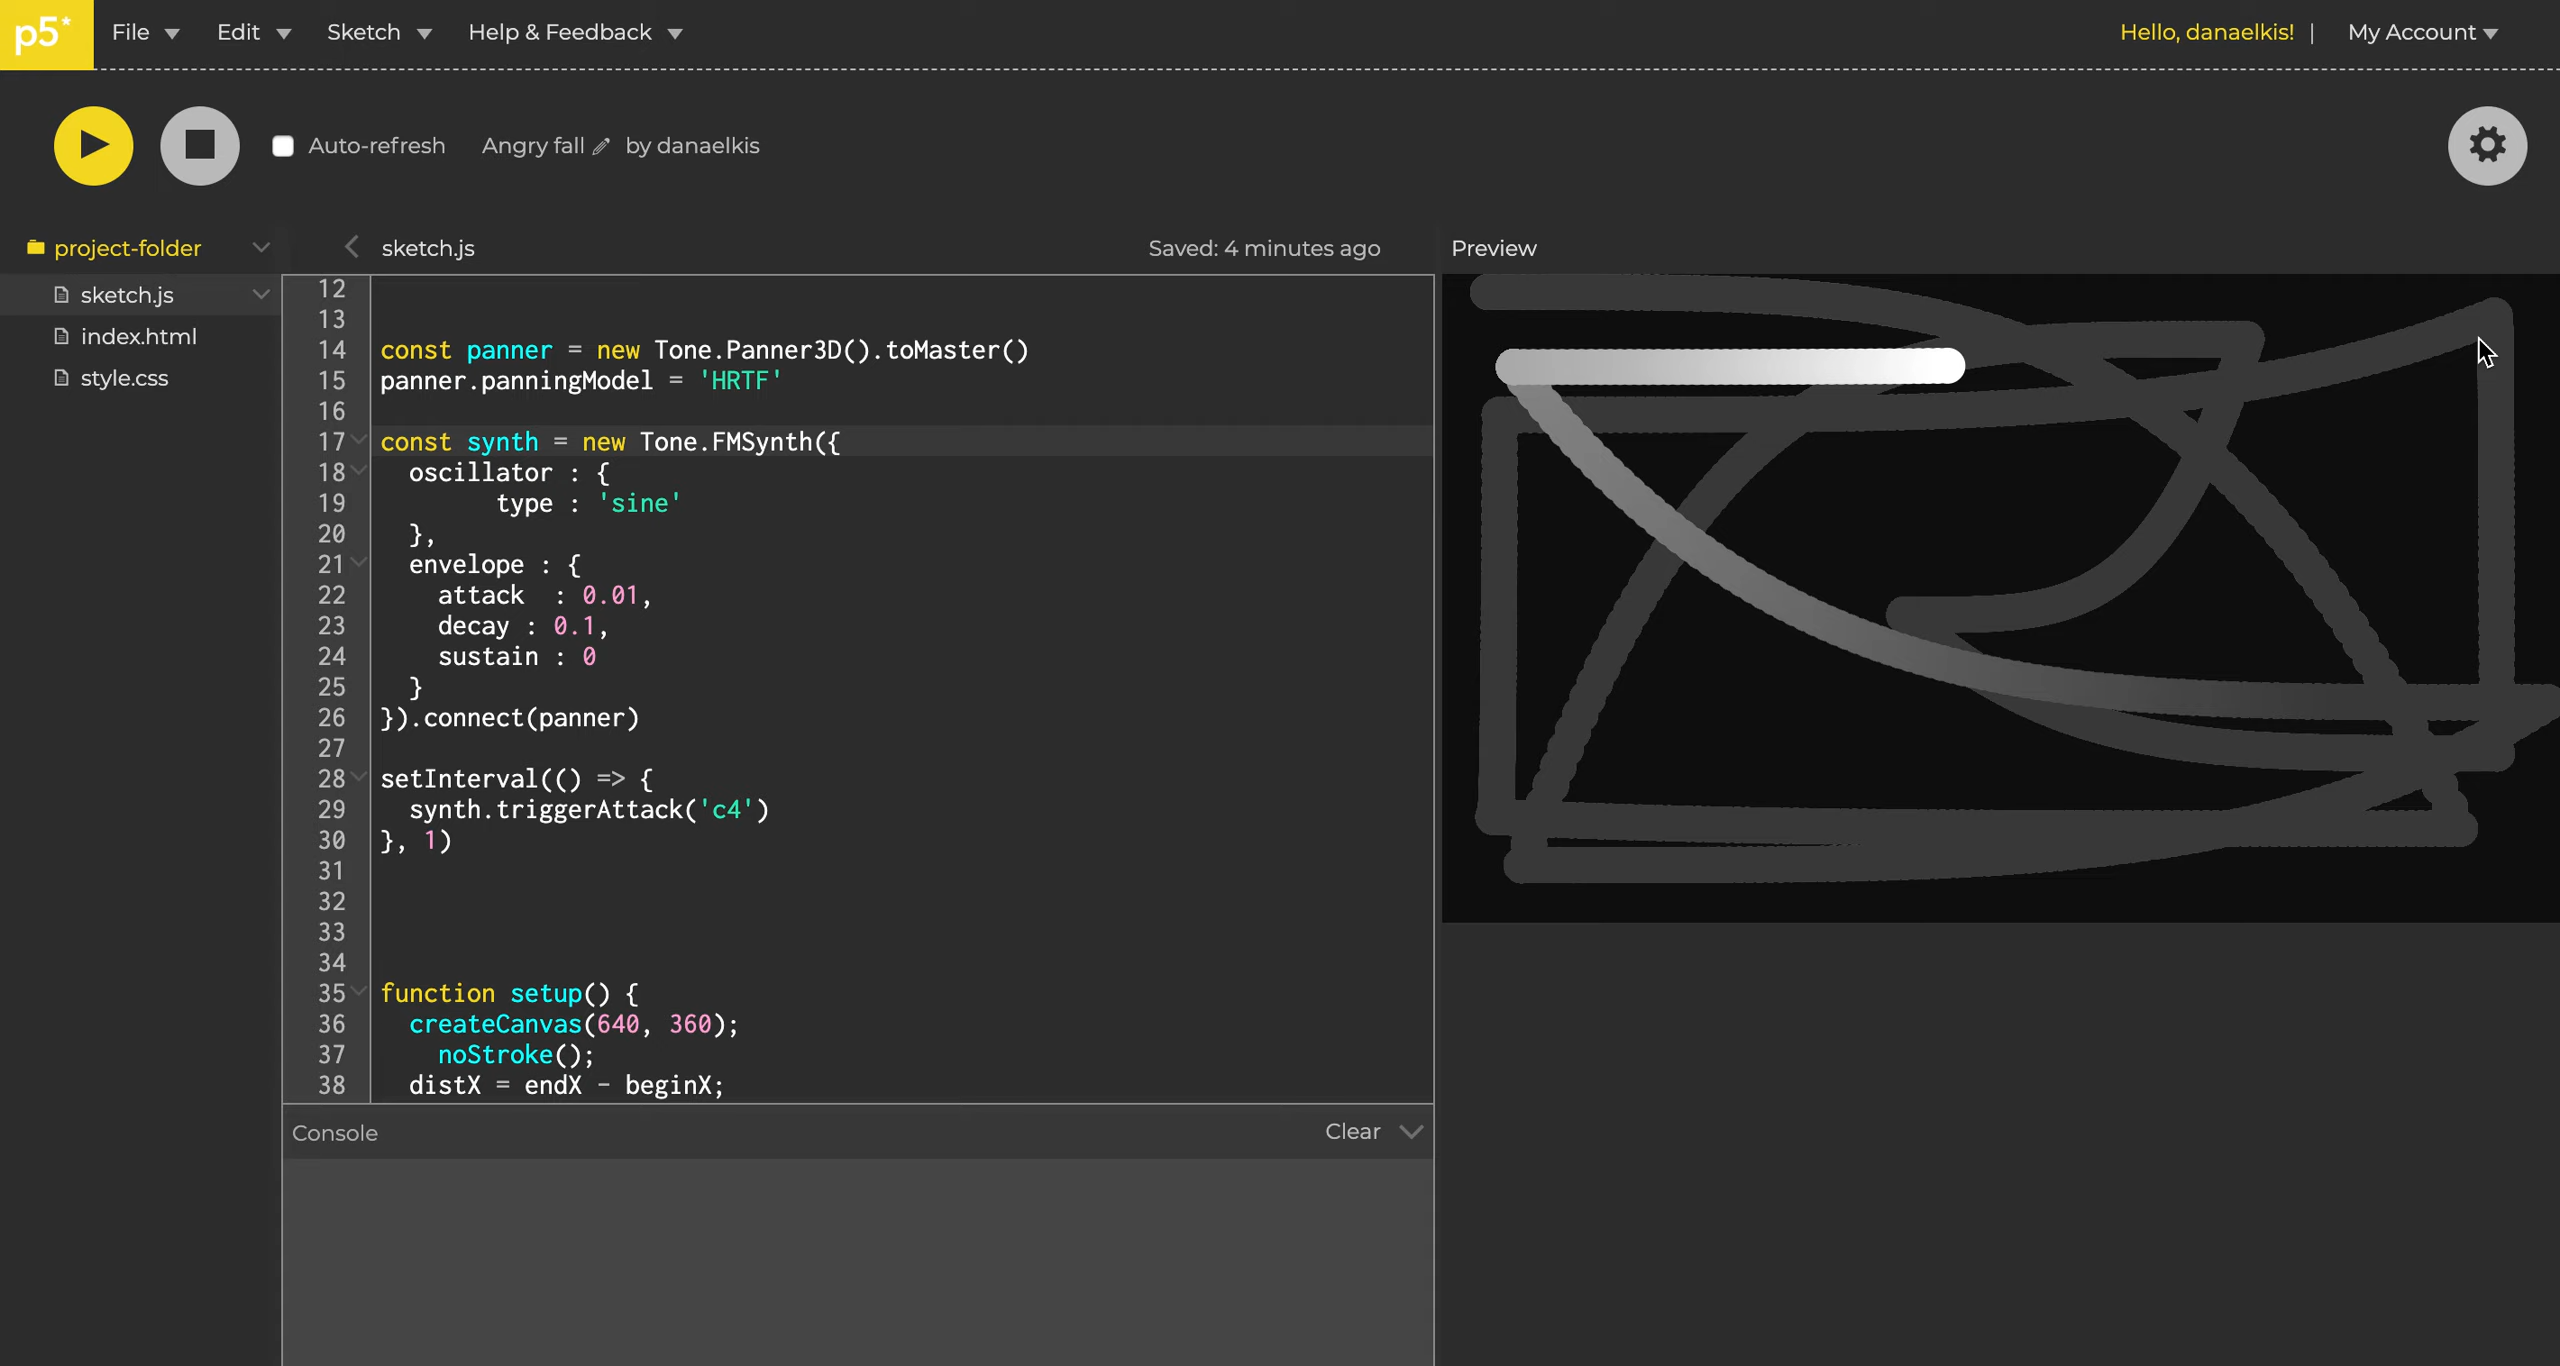 p5* File Edit Sketch Help & Feedback Hello, danaelkis! | My Account
Auto-refresh Angry fall by danaelkis
project-folder
sketch.js
index.html
style.css
sketch.js Saved: 4 minutes ago
12
13
14 const panner = new Tone.Panner3D().toMaster()
15 panner.panningModel = 'HRTF'
16
17 const synth = new Tone.FMSynth({
18 oscillator : {
19 type : 'sine'
20 },
21 envelope : {
22 attack : 0.01,
23 decay : 0.1,
24 sustain : 0
25 }
26 }).connect(panner)
27
28 setInterval(() => {
29 synth.triggerAttack('c4')
30 }, 1)
31
32
33
34
35 function setup() {
36 createCanvas(640, 360);
37 noStroke();
38 distX = endX - beginX;
Console Clear
Preview